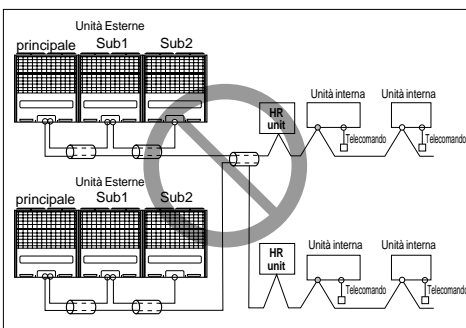 Unità Esterne
principale Sub1 Sub2
HR
unit
Unità interna Unità interna
Telecomando Telecomando
Unità Esterne
principale Sub1 Sub2
HR
unit
Unità interna Unità interna
Telecomando Telecomando